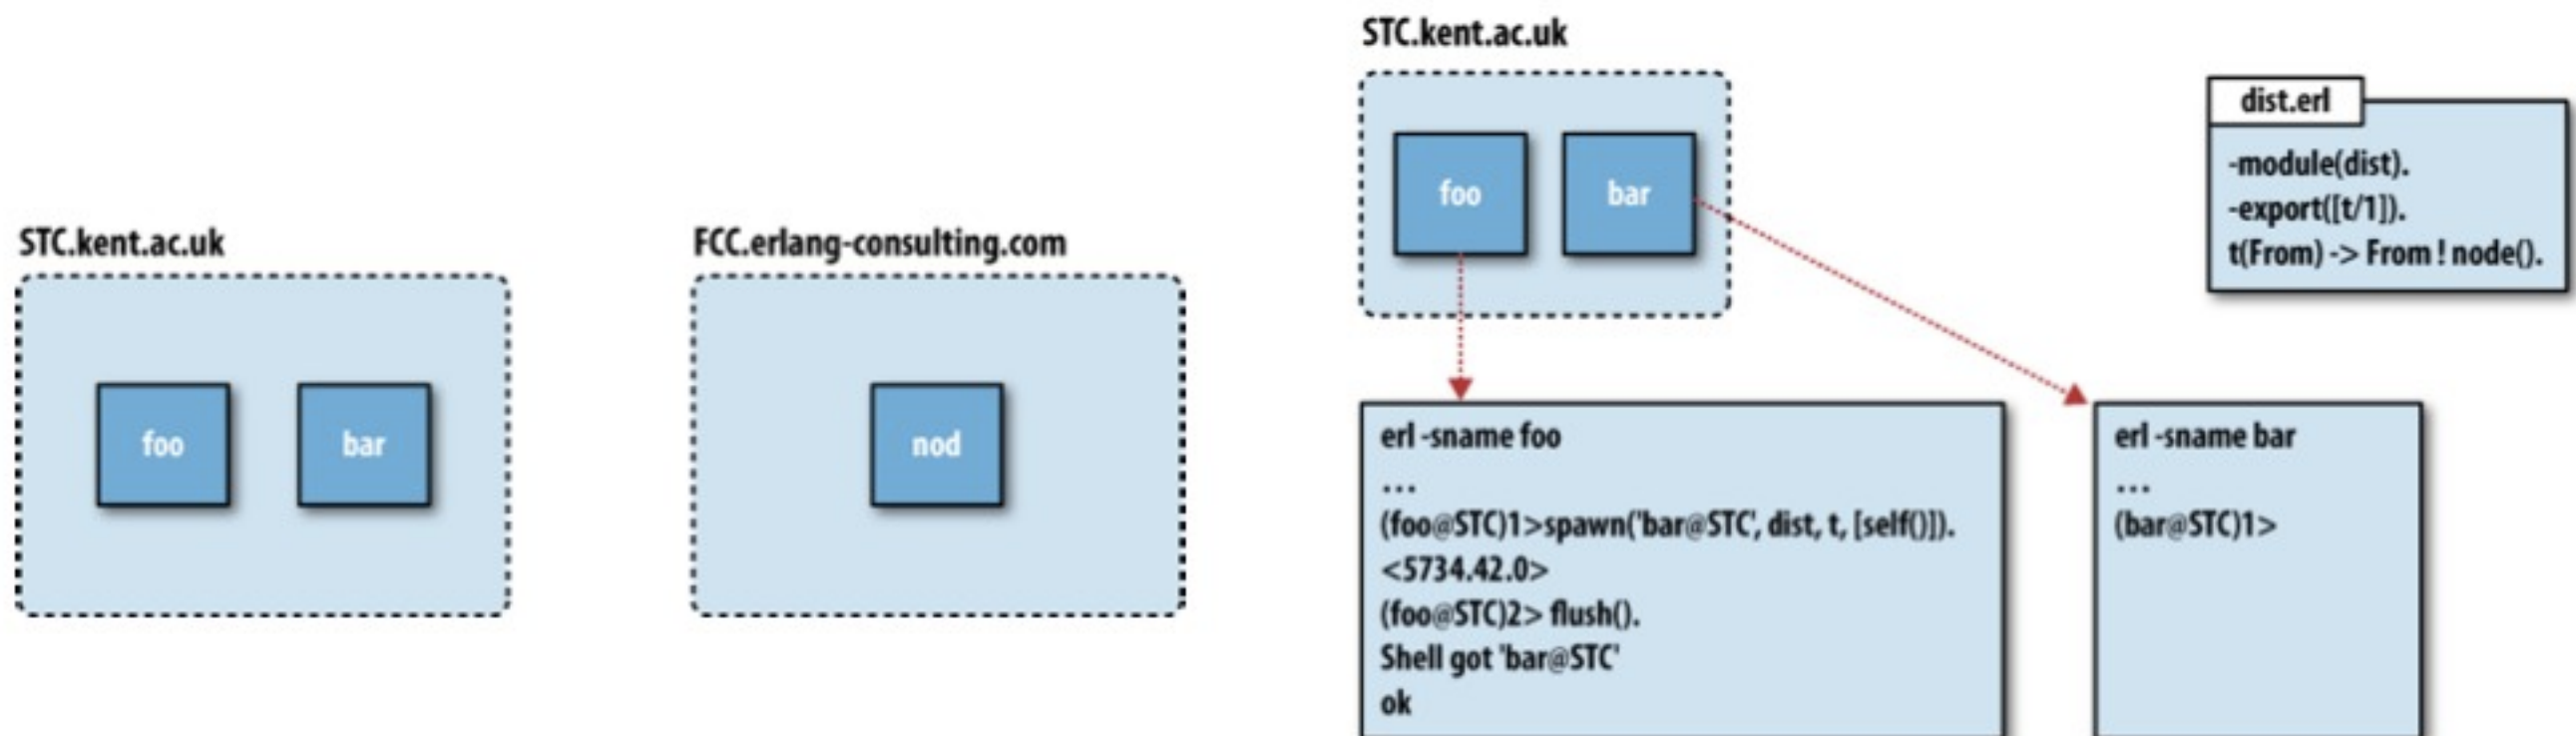 STC.kent.ac.uk
foo
bar
FCC.erlang-consulting.com
nod
STC.kent.ac.uk
foo
bar
dist.erl
-module(dist).
-export([t/1]).
t(From) -> From ! node().
erl -sname foo
...
(foo@STC)1>spawn('bar@STC', dist, t, [self()]).
<5734.42.0>
(foo@STC)2> flush().
Shell got 'bar@STC'
ok
erl -sname bar
...
(bar@STC)1>